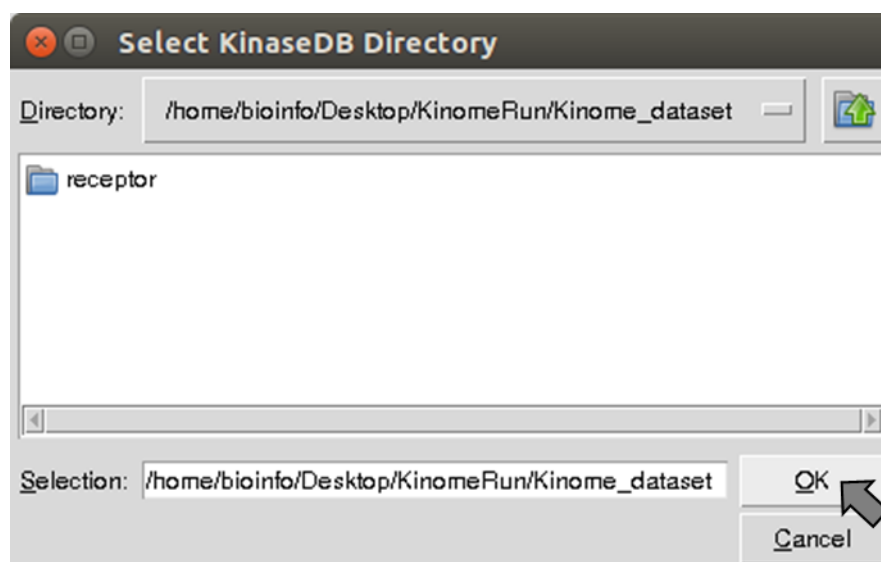 Select KinaseDB Directory
Directory: /home/bioinfo/Desktop/KinomeRun/Kinome_dataset
receptor
Selection: /home/bioinfo/Desktop/KinomeRun/Kinome_dataset OK
Cancel